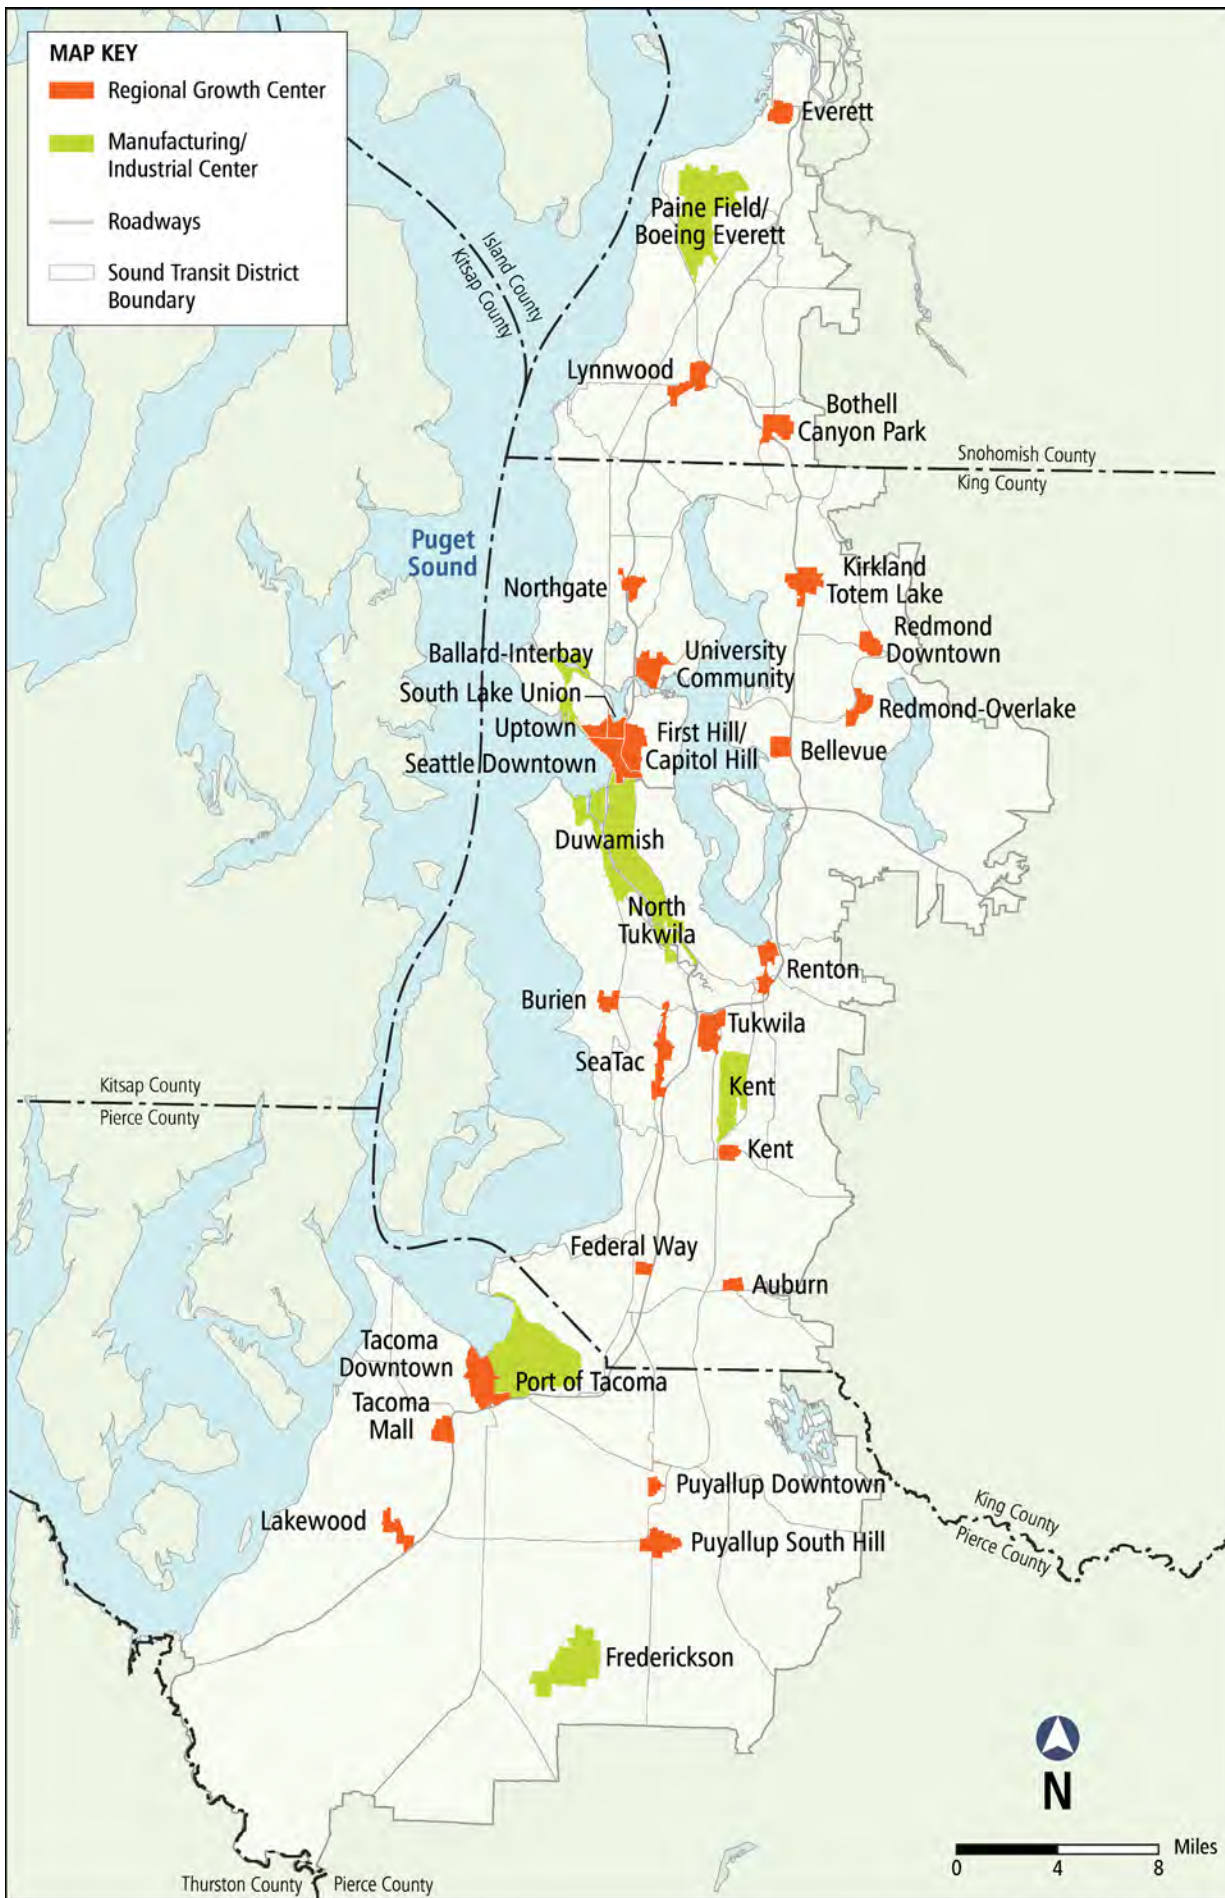 MAP KEY
Regional Growth Center
Manufacturing/
Industrial Center
Roadways
Sound Transit District
Boundary
Everett
Paine Field/
Boeing Everett
Island County
Kitsap County
Lynnwood
Bothell
Canyon Park
Snohomish County
King County
Puget
Sound
Northgate
Kirkland
Totem Lake
Redmond
Downtown
Ballard-Interbay
University
Community
South Lake Union
Redmond-Overlake
Uptown
First Hill/
Capitol Hill
Bellevue
Seattle Downtown
Duwamish
North
Tukwila
Renton
Burien
Tukwila
SeaTac
Kent
Kitsap County
Pierce County
Kent
Federal Way
Auburn
Tacoma
Downtown
Port of Tacoma
Tacoma
Mall
Puyallup Downtown
Lakewood
Puyallup South Hill
King County
Pierce County
Frederickson
N
Miles
0 4 8
Thurston County
Pierce County